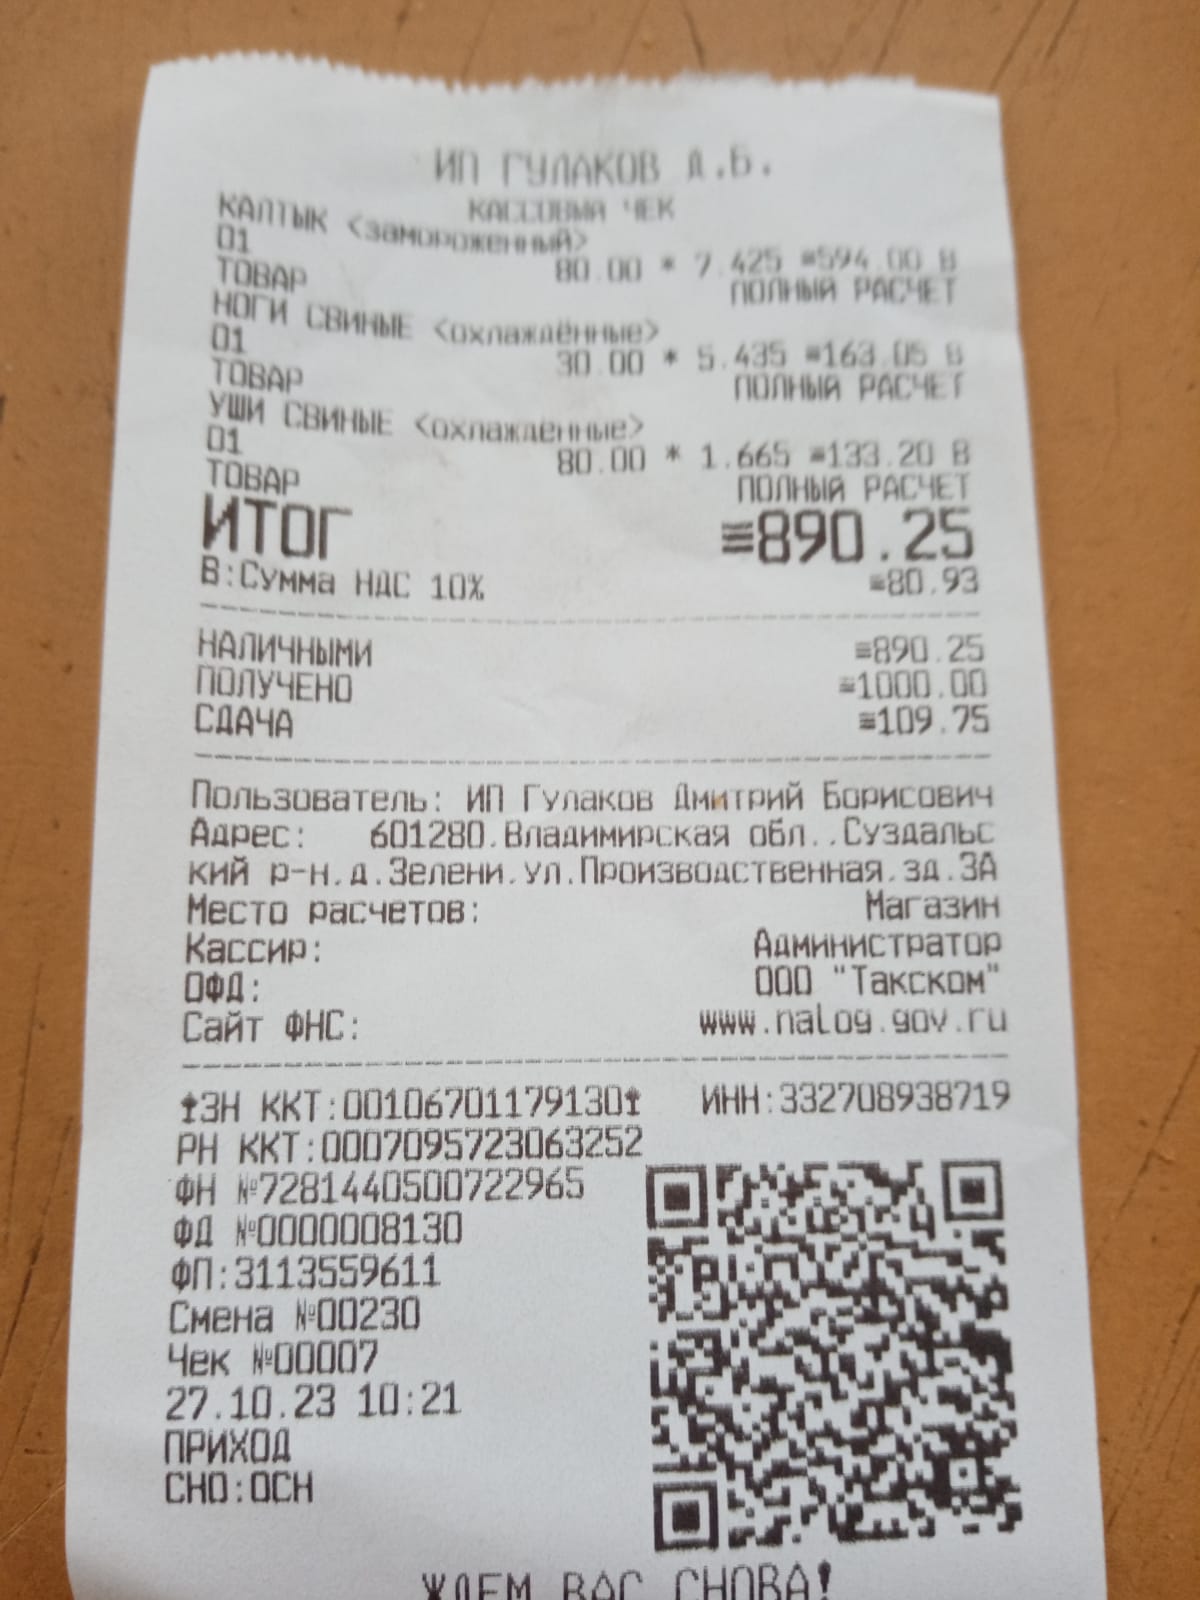 ИП ГУЛАКОВ Д.Б.
КАССОВЫЙ ЧЕК
КАЛТЫК <замороженный>
01 80.00 * 7.425 ≡594.00 В
ТОВАР ПОЛНЫЙ РАСЧЕТ
НОГИ СВИНЫЕ <охлаждённые>
01 30.00 * 5.435 ≡163.05 В
ТОВАР ПОЛНЫЙ РАСЧЕТ
УШИ СВИНЫЕ <охлажденные>
01 80.00 * 1.665 ≡133.20 В
ТОВАР ПОЛНЫЙ РАСЧЕТ
ИТОГ ≡890.25
В:Сумма НДС 10% ≡80.93
НАЛИЧНЫМИ ≡890.25
ПОЛУЧЕНО ≡1000.00
СДАЧА ≡109.75
Пользователь: ИП Гулаков Дмитрий Борисович
Адрес: 601280.Владимирская обл..Суздальс
кий р-н.д.Зелени.ул.Производственная.зд.3А
Место расчетов: Магазин
Кассир: Администратор
ОФД: ООО "Такском"
Сайт ФНС: www.nalog.gov.ru
ЗН ККТ:00106701179130 ИНН:332708938719
РН ККТ:0007095723063252
ФН №7281440500722965
ФД №0000008130
ФП:3113559611
Смена №00230
Чек №00007
27.10.23 10:21
ПРИХОД
СНО:ОСН
ЖДЕМ ВАС СНОВА!